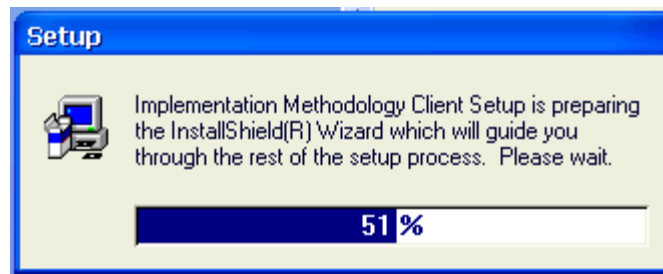 Setup
Implementation Methodology Client Setup is preparing
the InstallShield(R) Wizard which will guide you
through the rest of the setup process.  Please wait.
51 %